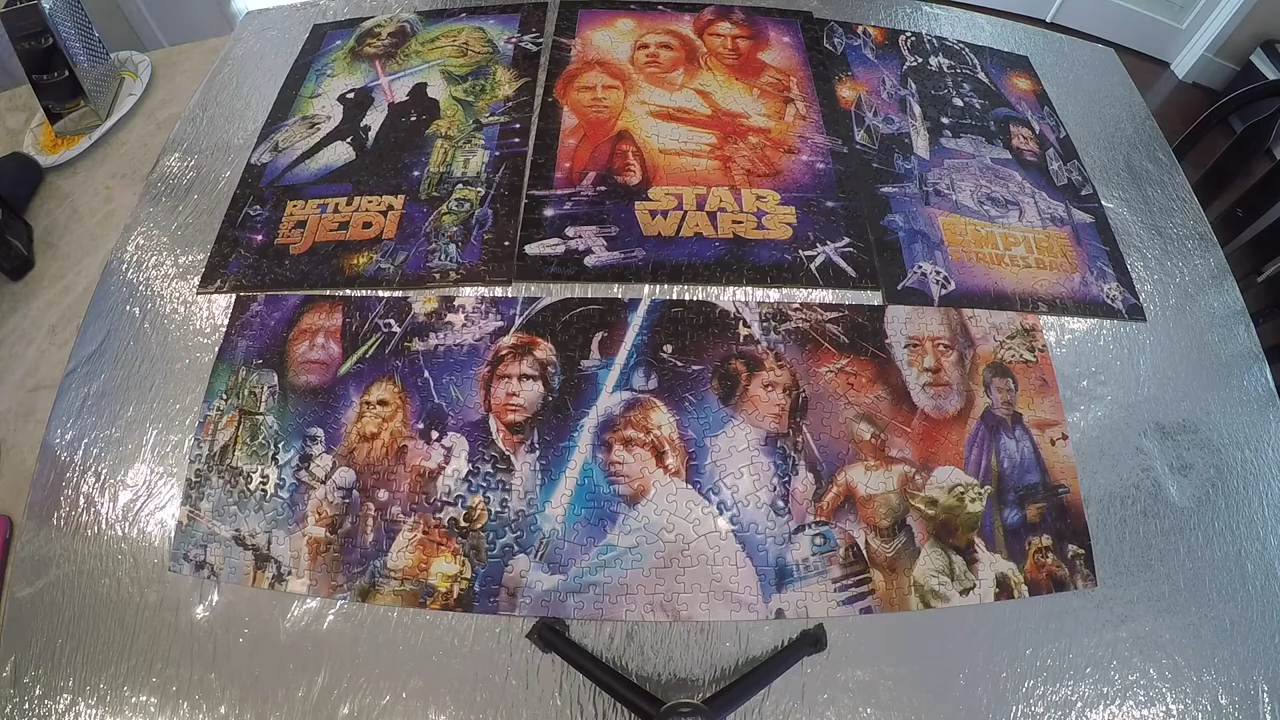 RETURN
OF THE
JEDI
STAR
WARS
EMPIRE
STRIKES BACK